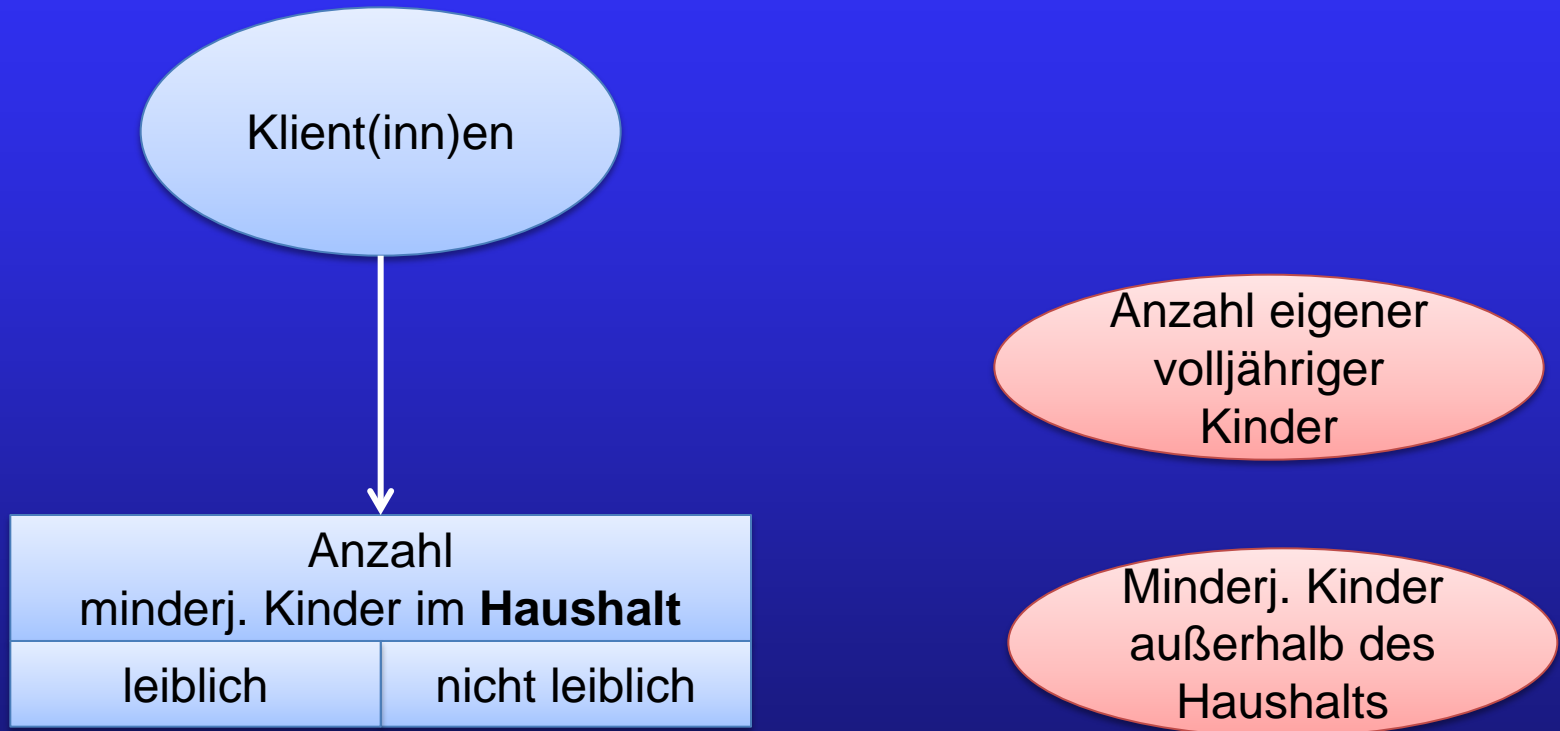 Klient(inn)en
Anzahl eigener
volljähriger
Kinder
Anzahl
minderj. Kinder im Haushalt
leiblich
nicht leiblich
Minderj. Kinder
außerhalb des
Haushalts